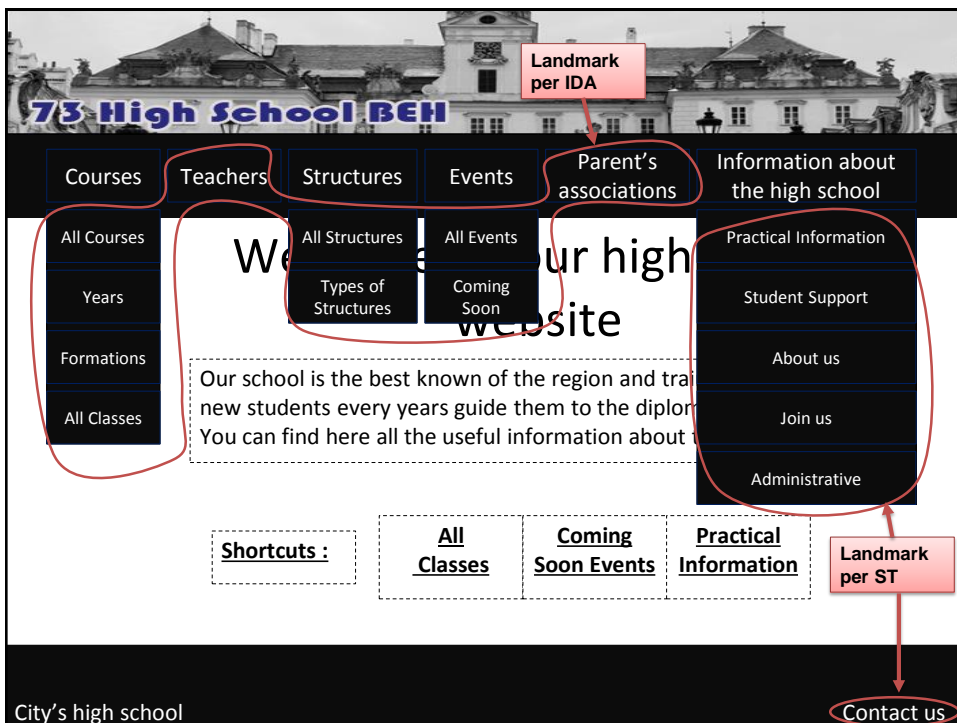 Landmark
per IDA
73 High School BEH
Courses
Teachers
Structures
Events
Parent's
associations
Information about
the high school
All Courses
Years
Formations
All Classes
All Structures
Types of
Structures
All Events
Coming
Soon
Practical Information
Student Support
About us
Join us
Administrative
We ur high
website
Our school is the best known of the region and
new students every years guide them to the
You can find here all the useful information about
Shortcuts :
All
Classes
Coming
Soon Events
Practical
Information
Landmark
per ST
City's high school
Contact us